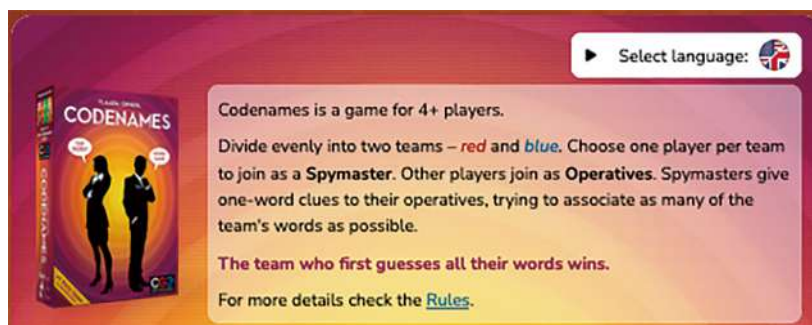 Select language:
CODENAMES
CODENAMES
Codenames is a game for 4+ players.
Divide evenly into two teams – red and blue. Choose one player per team
to join as a Spymaster. Other players join as Operatives. Spymasters give
one-word clues to their operatives, trying to associate as many of the
team's words as possible.
The team who first guesses all their words wins.
For more details check the Rules.